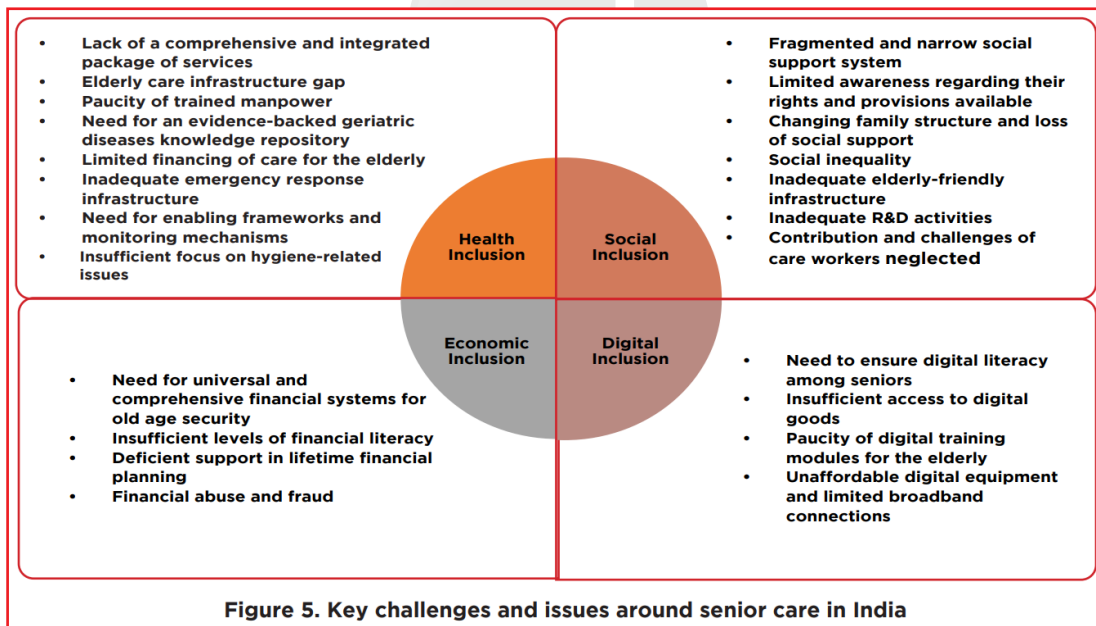 • Lack of a comprehensive and integrated
package of services
• Elderly care infrastructure gap
• Paucity of trained manpower
• Need for an evidence-backed geriatric
diseases knowledge repository
• Limited financing of care for the elderly
• Inadequate emergency response
infrastructure
• Need for enabling frameworks and
monitoring mechanisms
• Insufficient focus on hygiene-related
issues
• Fragmented and narrow social
support system
• Limited awareness regarding their
rights and provisions available
• Changing family structure and loss
of social support
• Social inequality
• Inadequate elderly-friendly
infrastructure
• Inadequate R&D activities
• Contribution and challenges of
care workers neglected
Health
Inclusion
Social
Inclusion
Economic
Inclusion
Digital
Inclusion
• Need for universal and
comprehensive financial systems for
old age security
• Insufficient levels of financial literacy
• Deficient support in lifetime financial
planning
• Financial abuse and fraud
• Need to ensure digital literacy
among seniors
• Insufficient access to digital
goods
• Paucity of digital training
modules for the elderly
• Unaffordable digital equipment
and limited broadband
connections
Figure 5. Key challenges and issues around senior care in India